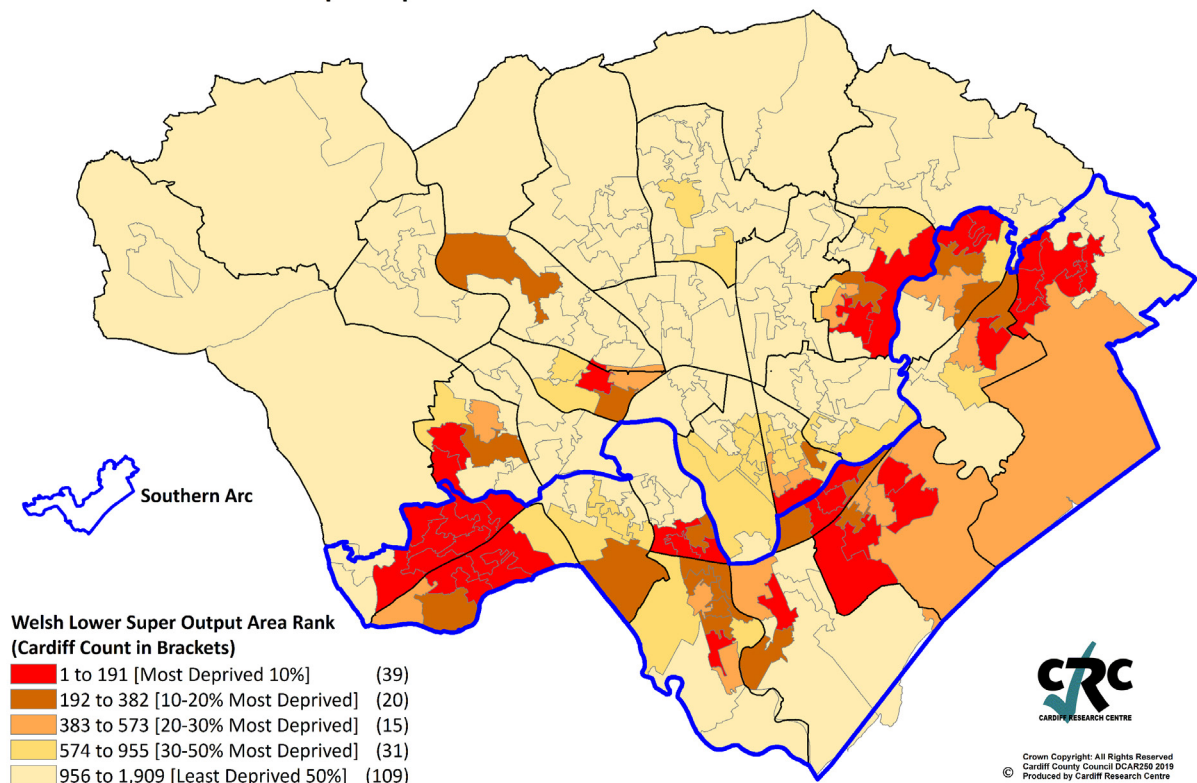 Southern Arc
Welsh Lower Super Output Area Rank
(Cardiff Count in Brackets)
1 to 191 [Most Deprived 10%] (39)
192 to 382 [10-20% Most Deprived] (20)
383 to 573 [20-30% Most Deprived] (15)
574 to 955 [30-50% Most Deprived] (31)
956 to 1,909 [Least Deprived 50%] (109)
CRC
CARDIFF RESEARCH CENTRE
Crown Copyright: All Rights Reserved
Cardiff County Council DCAR250 2019
© Produced by Cardiff Research Centre